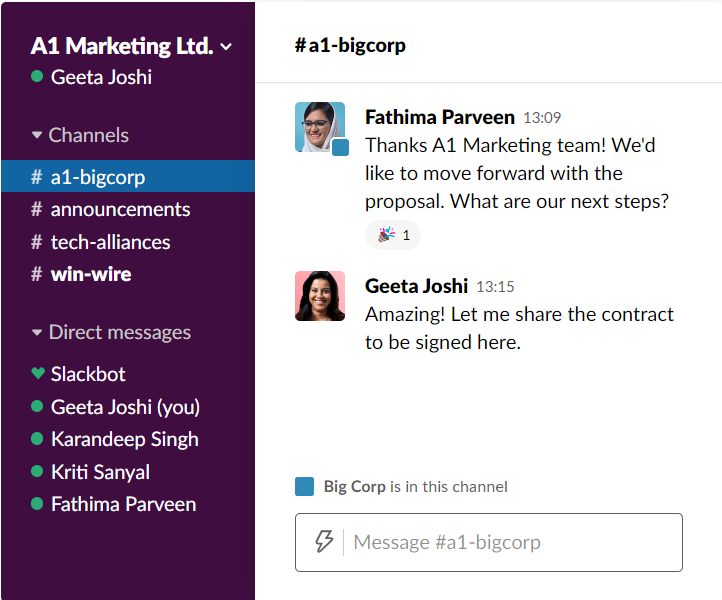 A1 Marketing Ltd.
Geeta Joshi
Channels
# a1-bigcorp
# announcements
# tech-alliances
# win-wire
Direct messages
Slackbot
Geeta Joshi (you)
Karandeep Singh
Kriti Sanyal
Fathima Parveen
#a1-bigcorp
Fathima Parveen 13:09
Thanks A1 Marketing team! We'd
like to move forward with the
proposal. What are our next steps?
1
Geeta Joshi 13:15
Amazing! Let me share the contract
to be signed here.
Big Corp is in this channel
Message #a1-bigcorp